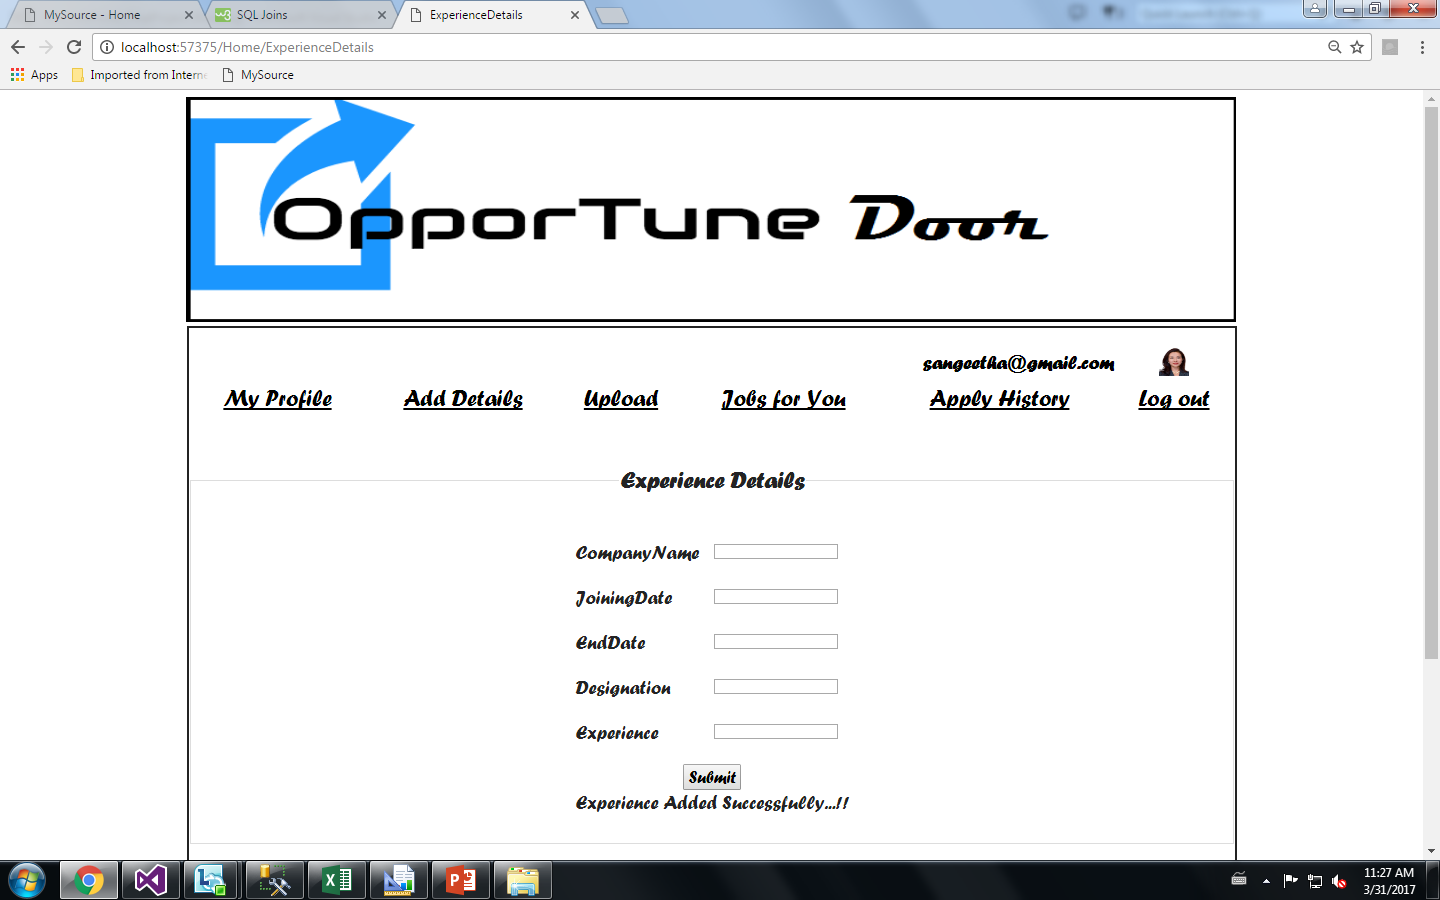 MySource - Home
SQL Joins
ExperienceDetails
localhost:57375/Home/ExperienceDetails
Apps
Imported from Intern
MySource
OpporTune Door
sangeetha@gmail.com
My Profile Add Details Upload Jobs for You Apply History Log out
Experience Details
CompanyName
JoiningDate
EndDate
Designation
Experience
Submit
Experience Added Successfully...!!
11:27 AM
3/31/2017